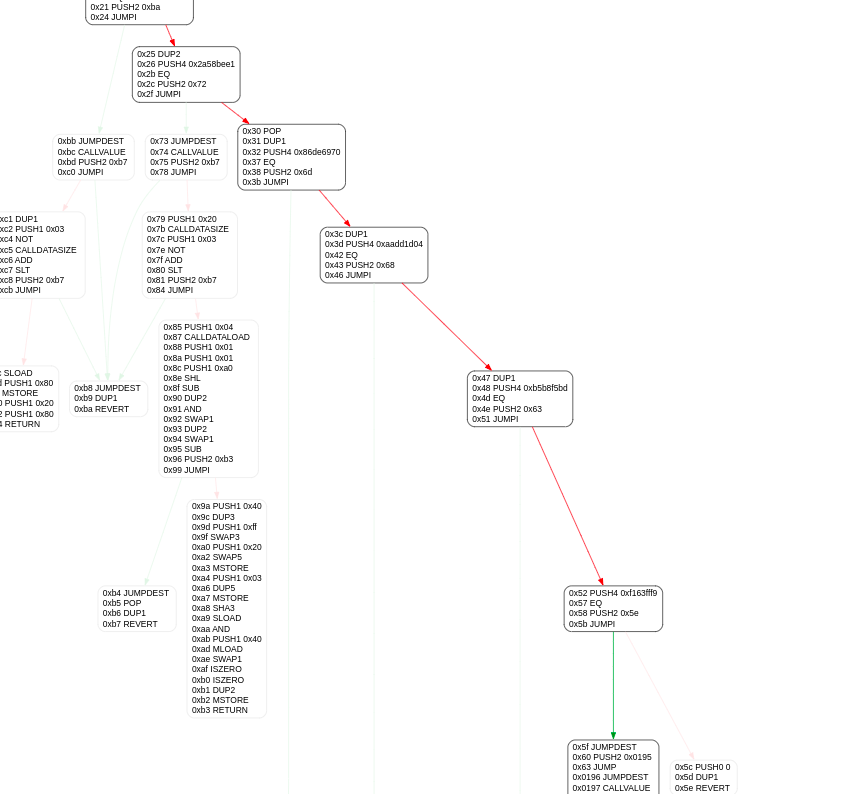 0x21 PUSH2 0xba
0x24 JUMPI
0x25 DUP2
0x26 PUSH4 0x2a58bee1
0x2b EQ
0x2c PUSH2 0x72
0x2f JUMPI
0x30 POP
0x31 DUP1
0x32 PUSH4 0x86de6970
0x37 EQ
0x38 PUSH2 0x6d
0x3b JUMPI
0xbb JUMPDEST
0xbc CALLVALUE
0xbd PUSH2 0xb7
0xc0 JUMPI
0x73 JUMPDEST
0x74 CALLVALUE
0x75 PUSH2 0xb7
0x78 JUMPI
xc1 DUP1
xc2 PUSH1 0x03
xc4 NOT
xc5 CALLDATASIZE
xc6 ADD
xc7 SLT
xc8 PUSH2 0xb7
xcb JUMPI
0x79 PUSH1 0x20
0x7b CALLDATASIZE
0x7c PUSH1 0x03
0x7e NOT
0x7f ADD
0x80 SLT
0x81 PUSH2 0xb7
0x84 JUMPI
0x3c DUP1
0x3d PUSH4 0xaadd1d04
0x42 EQ
0x43 PUSH2 0x68
0x46 JUMPI
0x85 PUSH1 0x04
0x87 CALLDATALOAD
0x88 PUSH1 0x01
0x8a PUSH1 0x01
0x8c PUSH1 0xa0
0x8e SHL
0x8f SUB
0x90 DUP2
0x91 AND
0x92 SWAP1
0x93 DUP2
0x94 SWAP1
0x95 SUB
0x96 PUSH2 0xb3
0x99 JUMPI
SLOAD
PUSH1 0x80
MSTORE
PUSH1 0x20
PUSH1 0x80
RETURN
0xb8 JUMPDEST
0xb9 DUP1
0xba REVERT
0x47 DUP1
0x48 PUSH4 0xb5b8f5bd
0x4d EQ
0x4e PUSH2 0x63
0x51 JUMPI
0x9a PUSH1 0x40
0x9c DUP3
0x9d PUSH1 0xff
0x9f SWAP3
0xa0 PUSH1 0x20
0xa2 SWAP5
0xa3 MSTORE
0xa4 PUSH1 0x03
0xa6 DUP5
0xa7 MSTORE
0xa8 SHA3
0xa9 SLOAD
0xaa AND
0xab PUSH1 0x40
0xad MLOAD
0xae SWAP1
0xaf ISZERO
0xb0 ISZERO
0xb1 DUP2
0xb2 MSTORE
0xb3 RETURN
0xb4 JUMPDEST
0xb5 POP
0xb6 DUP1
0xb7 REVERT
0x52 PUSH4 0xf163fff9
0x57 EQ
0x58 PUSH2 0x5e
0x5b JUMPI
0x5f JUMPDEST
0x60 PUSH2 0x0195
0x63 JUMP
0x0196 JUMPDEST
0x0197 CALLVALUE
0x5c PUSH0 0
0x5d DUP1
0x5e REVERT